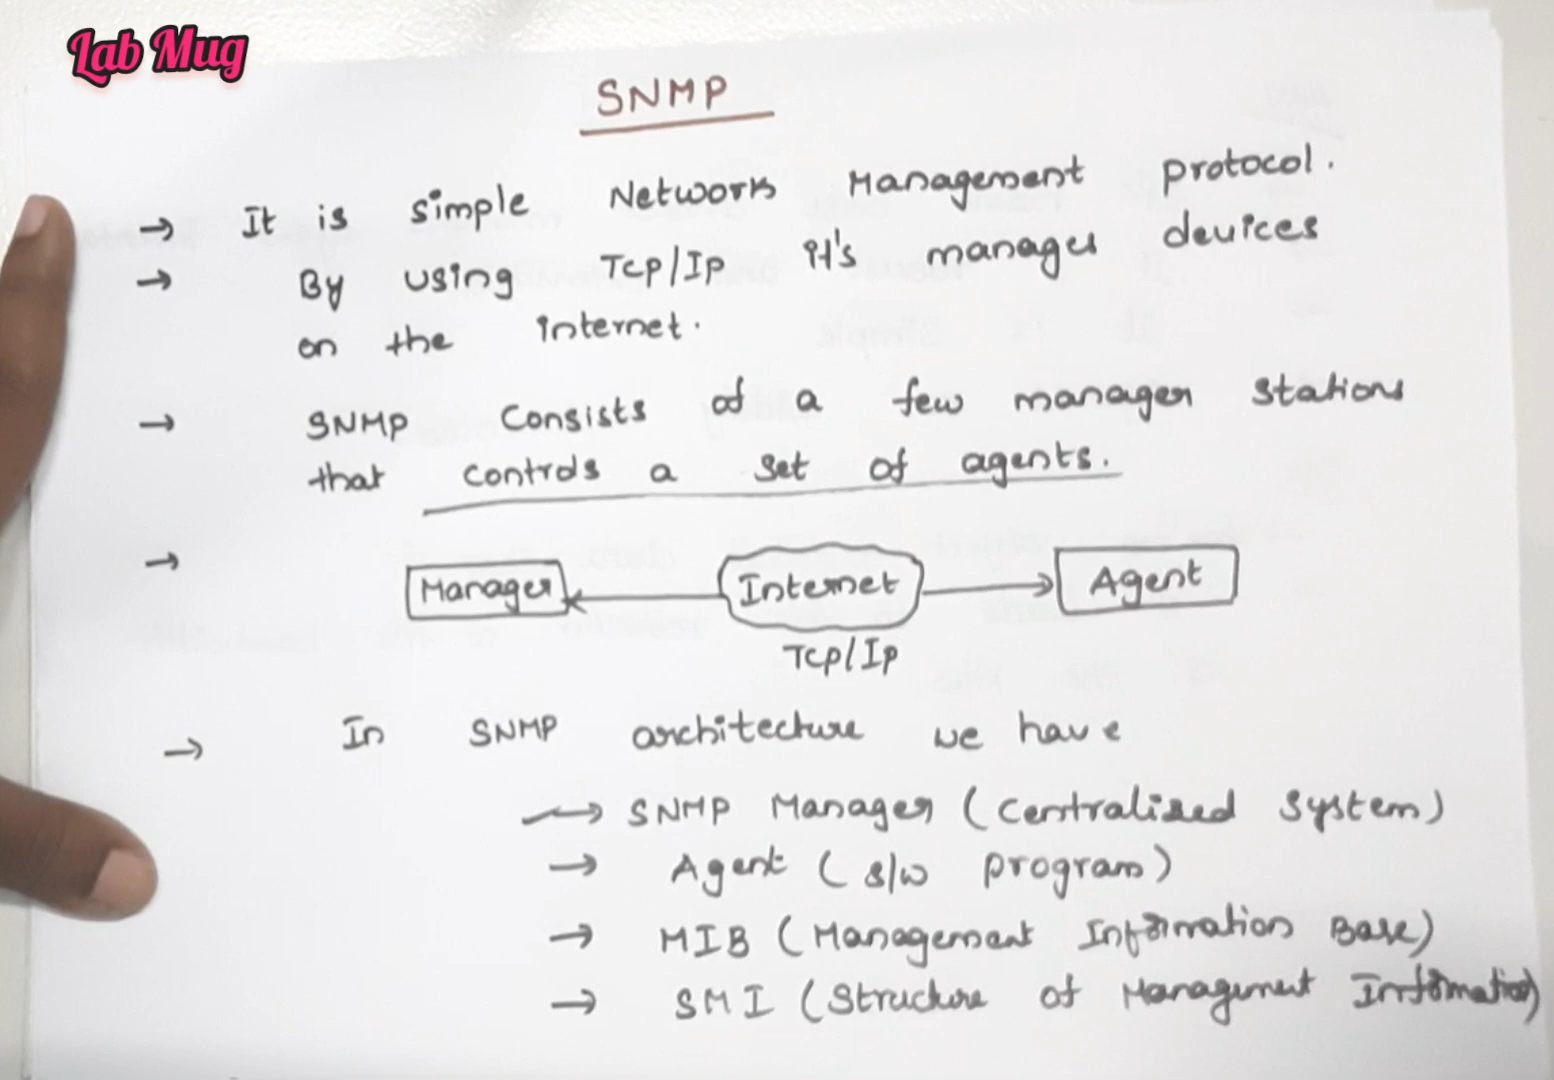 Lab Mug
SNMP
→ It is simple Network Management protocol.
→ By using Tcp/Ip it's manages devices
on the internet.
→ SNMP Consists of a few manager stations
that controls a set of agents.
→ Manager Internet Agent
Tcp/Ip
→ In SNMP architecture we have
→ SNMP Manager (Centralized System)
→ Agent (s/w program)
→ MIB (Management Information Base)
→ SMI (Structure of Management Information)